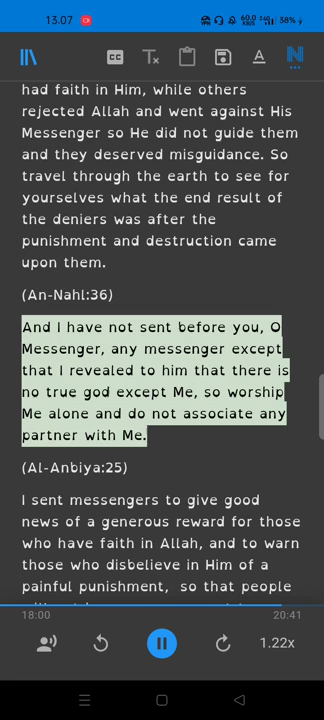 13.07
60.0 KB/S
58%
CC
A
N
had faith in Him, while others
rejected Allah and went against His
Messenger so He did not guide them
and they deserved misguidance. So
travel through the earth to see for
yourselves what the end result of
the deniers was after the
punishment and destruction came
upon them.
(An-Nahl:36)
And I have not sent before you, O
Messenger, any messenger except
that I revealed to him that there is
no true god except Me, so worship
Me alone and do not associate any
partner with Me.
(Al-Anbiya:25)
I sent messengers to give good
news of a generous reward for those
who have faith in Allah, and to warn
those who disbelieve in Him of a
painful punishment, so that people
18:00
20:41
1.22x